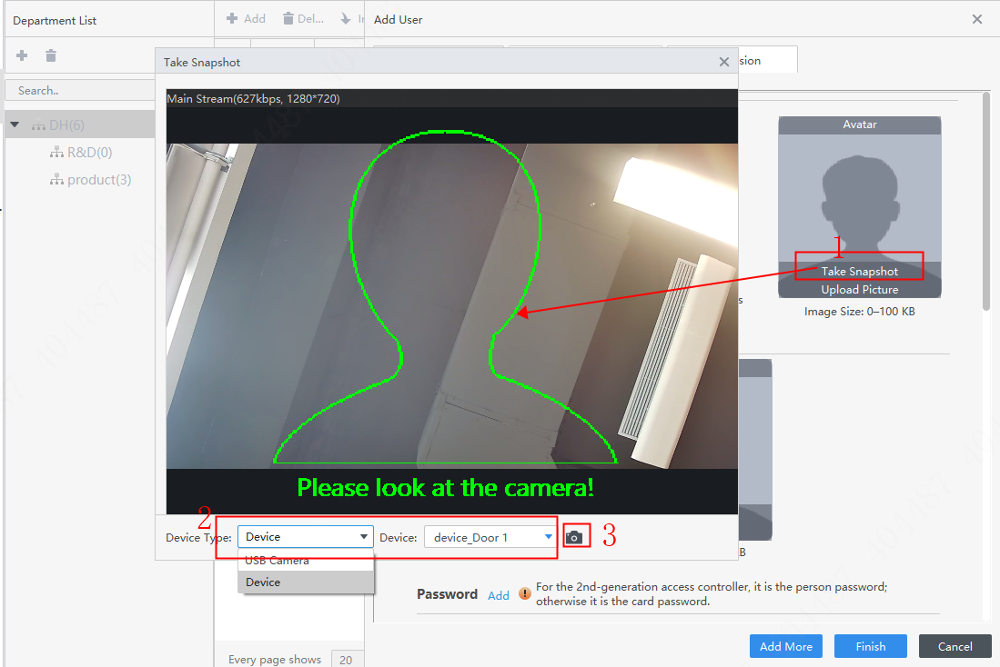 Department List
Add
Del...
Add User
Search..
DH(6)
R&D(0)
product(3)
Take Snapshot
Main Stream(627kbps, 1280*720)
Please look at the camera!
2
Device Type:
Device
Device:
device_Door 1
3
USB Camera
Device
Avatar
1
Take Snapshot
Upload Picture
Image Size: 0–100 KB
Password
Add
For the 2nd-generation access controller, it is the person password;
otherwise it is the card password.
Every page shows
20
Add More
Finish
Cancel